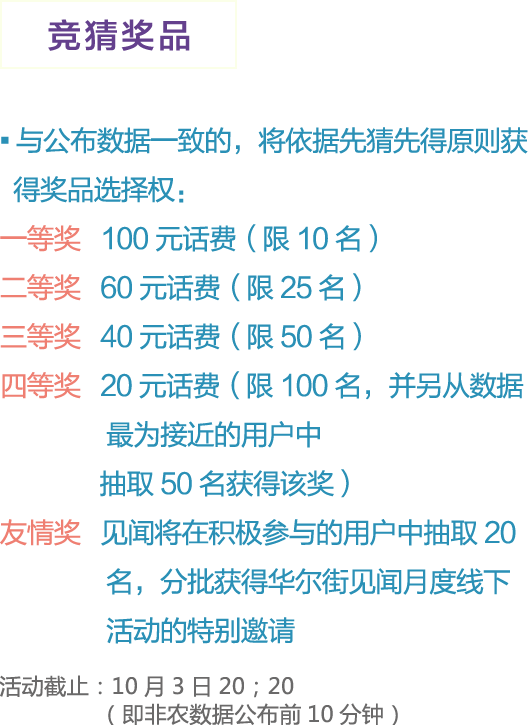 竞猜奖品
▪ 与公布数据一致的，将依据先猜先得原则获
得奖品选择权：
一等奖 100 元话费（限 10 名）
二等奖 60 元话费（限 25 名）
三等奖 40 元话费（限 50 名）
四等奖 20 元话费（限 100 名，并另从数据
最为接近的用户中
抽取 50 名获得该奖）
友情奖 见闻将在积极参与的用户中抽取 20
名，分批获得华尔街见闻月度线下
活动的特别邀请
活动截止：10 月 3 日 20；20
（即非农数据公布前 10 分钟）